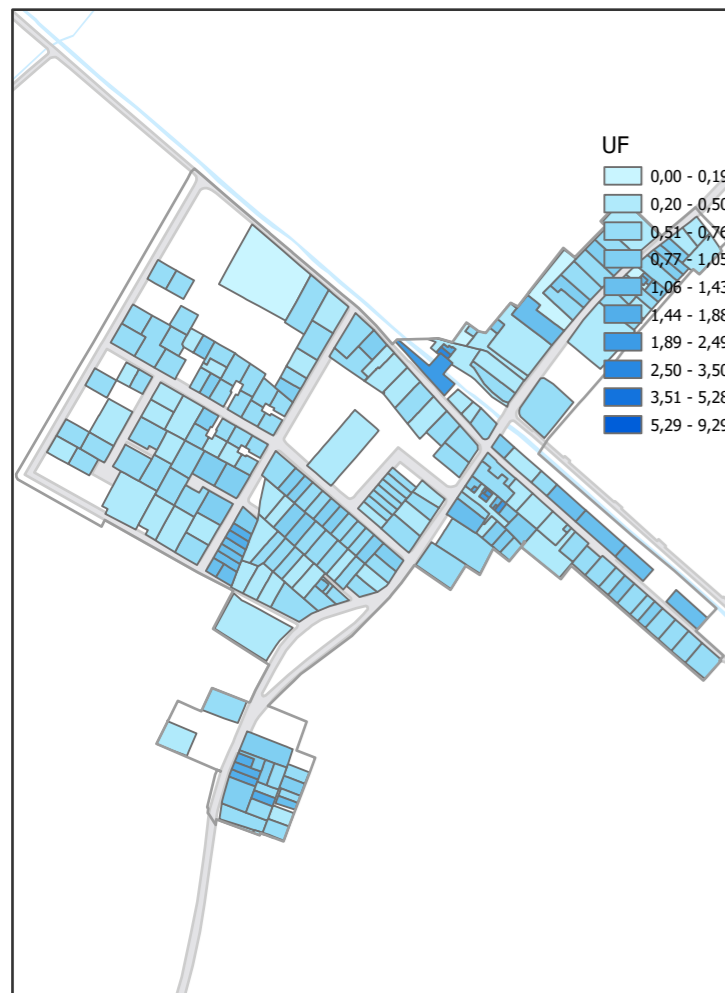 UF
0,00 - 0,19
0,20 - 0,50
0,51 - 0,76
0,77 - 1,05
1,06 - 1,43
1,44 - 1,88
1,89 - 2,49
2,50 - 3,50
3,51 - 5,28
5,29 - 9,29